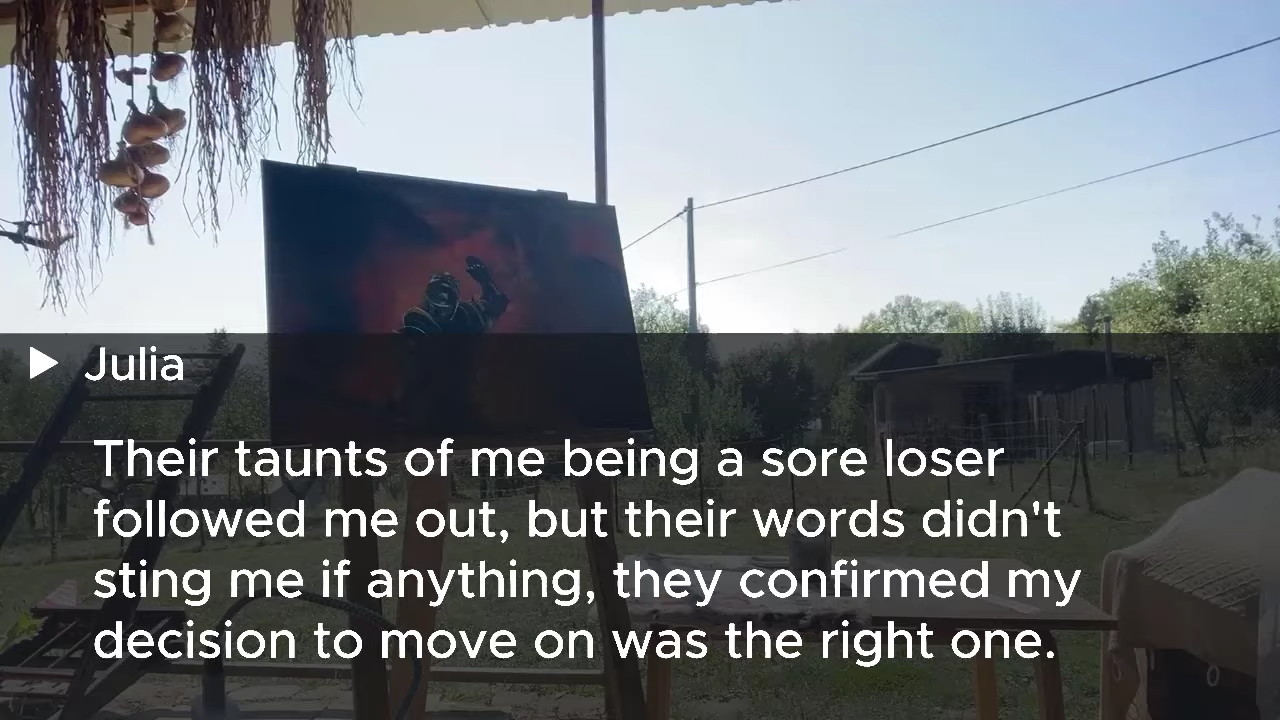 Julia
Their taunts of me being a sore loser
followed me out, but their words didn't
sting me if anything, they confirmed my
decision to move on was the right one.